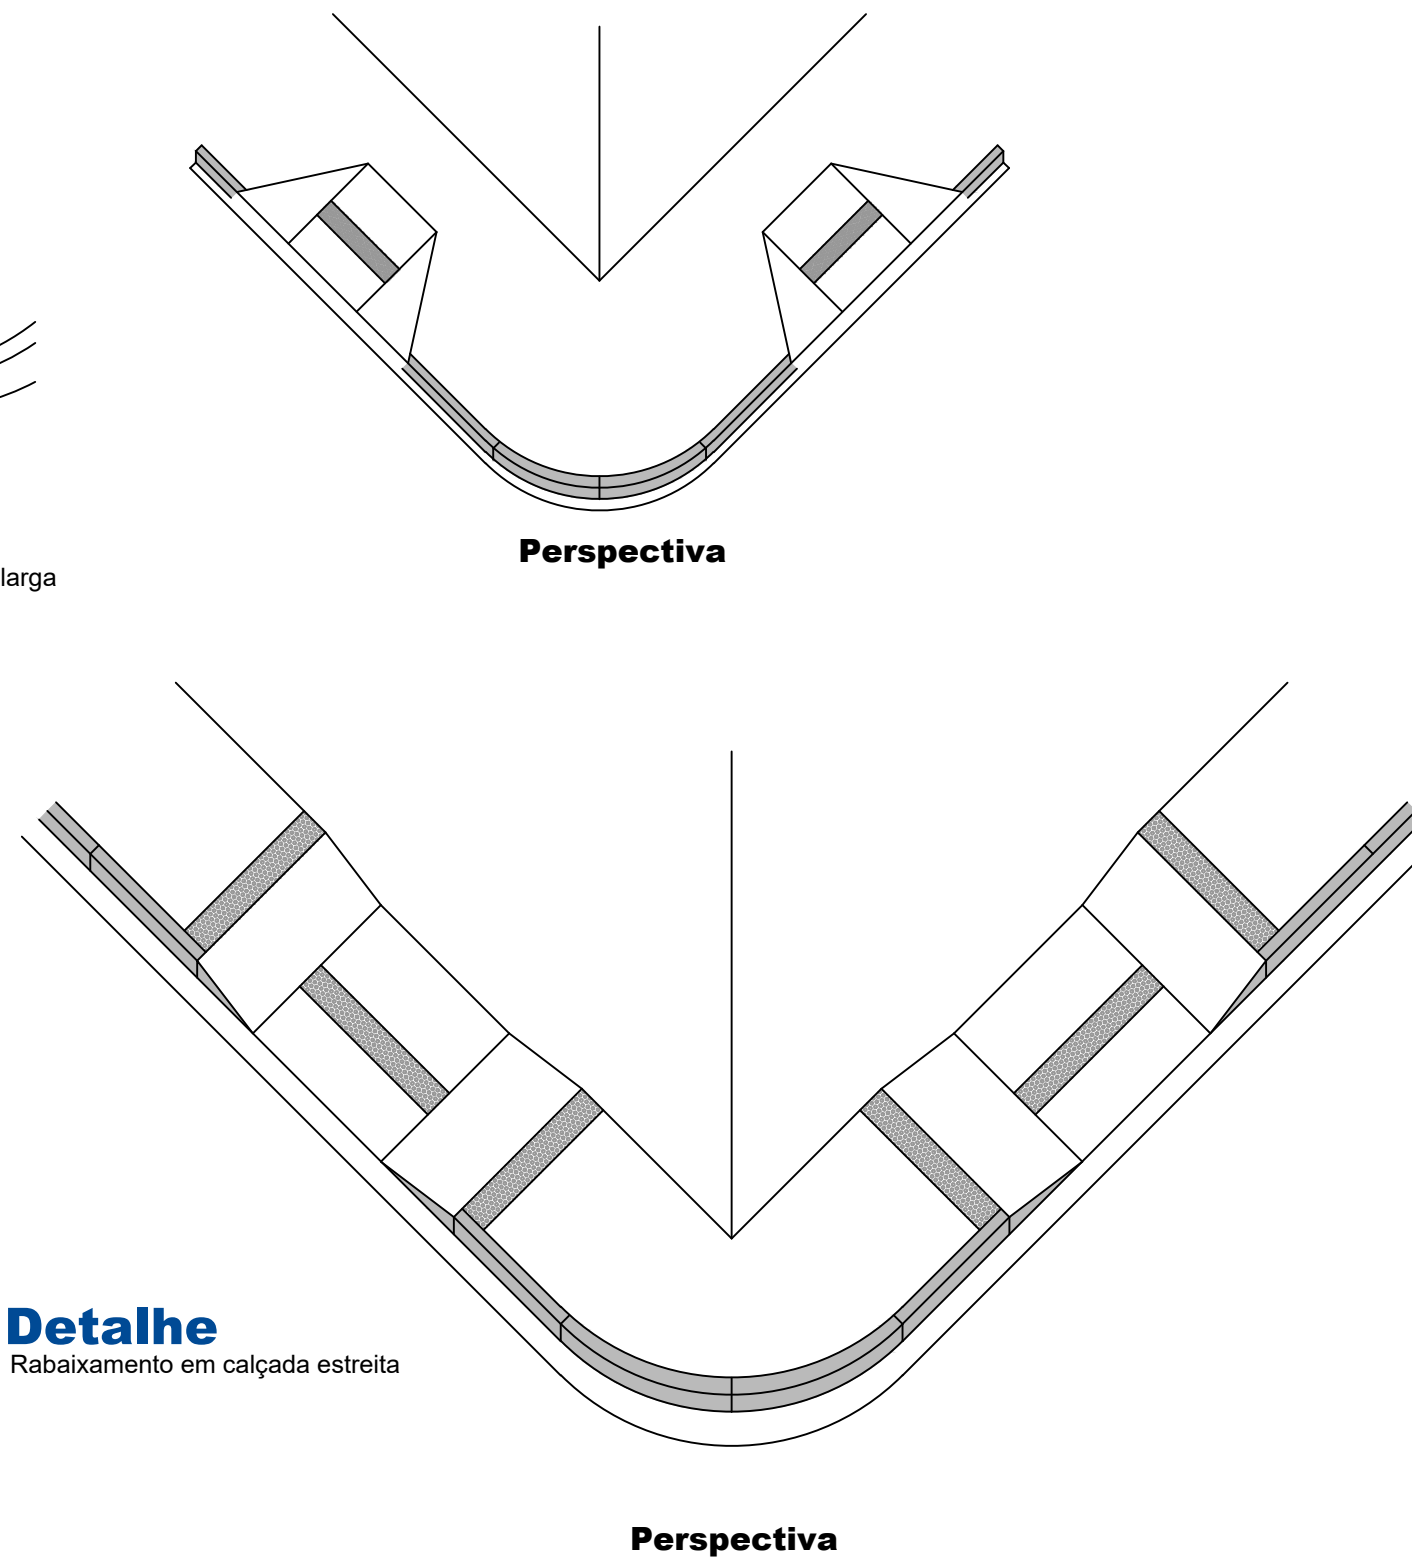 Perspectiva
larga
Detalhe
Rabaixamento em calçada estreita
Perspectiva